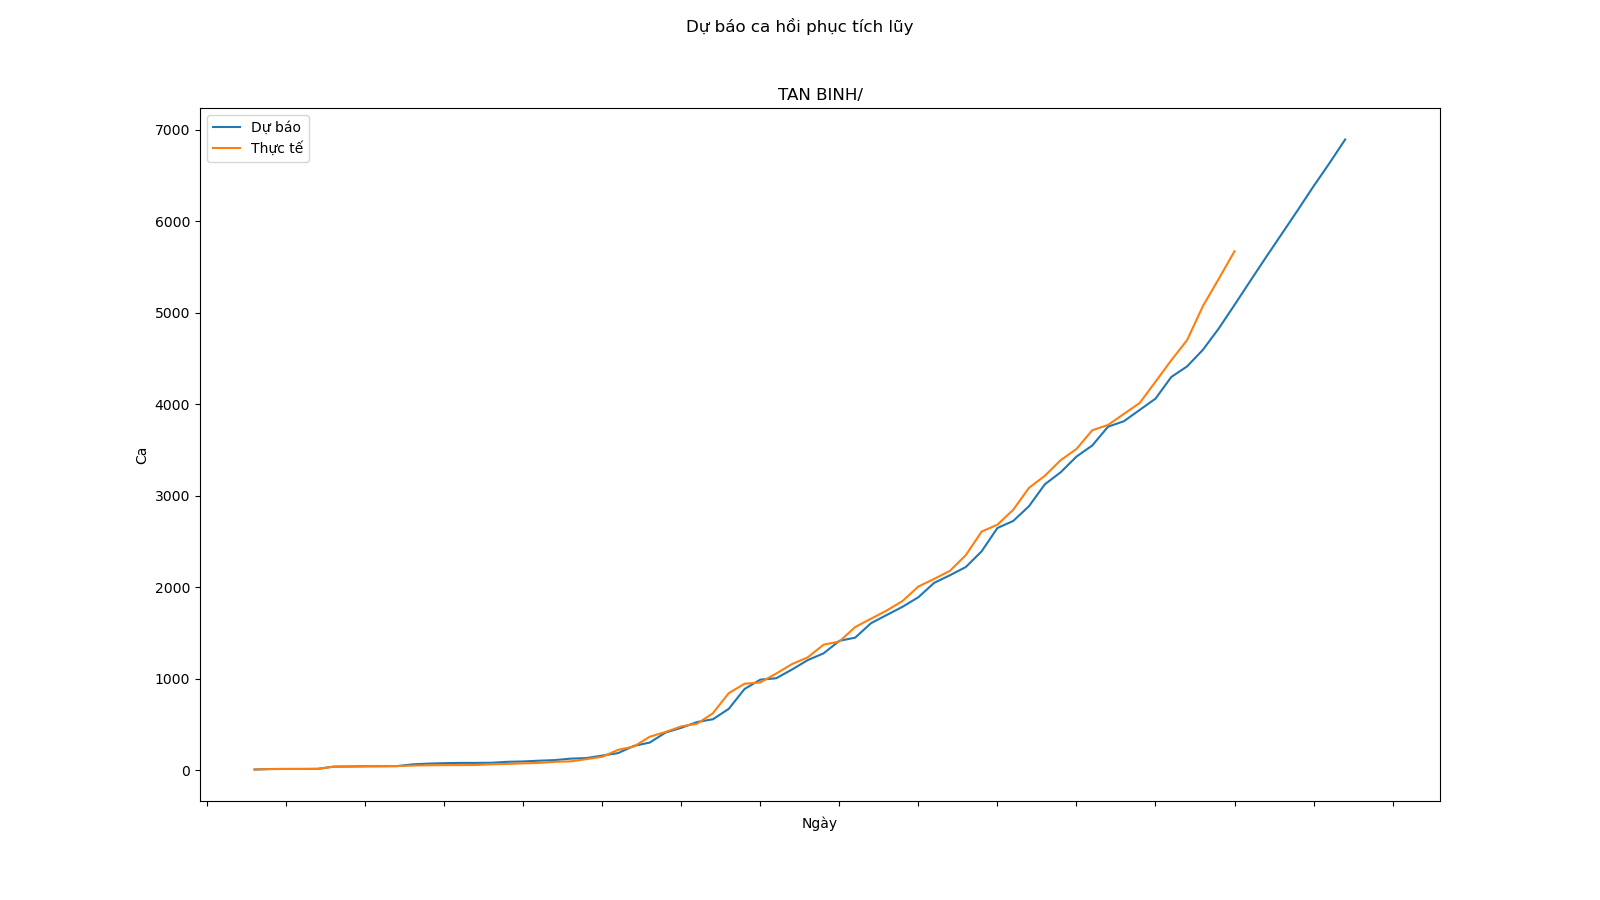 Dự báo ca hồi phục tích lũy
TAN BINH/
Dự báo
Thực tế
7000
6000
5000
4000
3000
2000
1000
0
Ca
Ngày